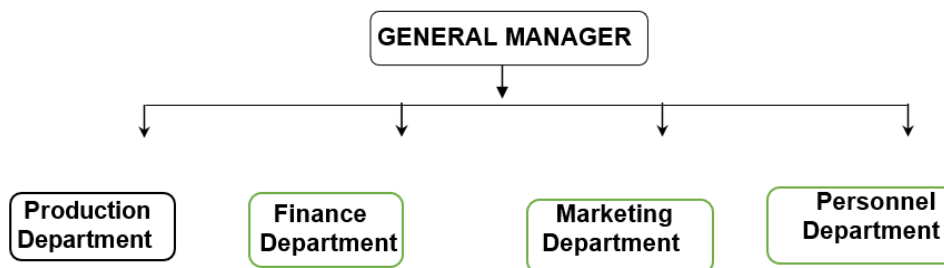 GENERAL MANAGER
Production
Department
Finance
Department
Marketing
Department
Personnel
Department